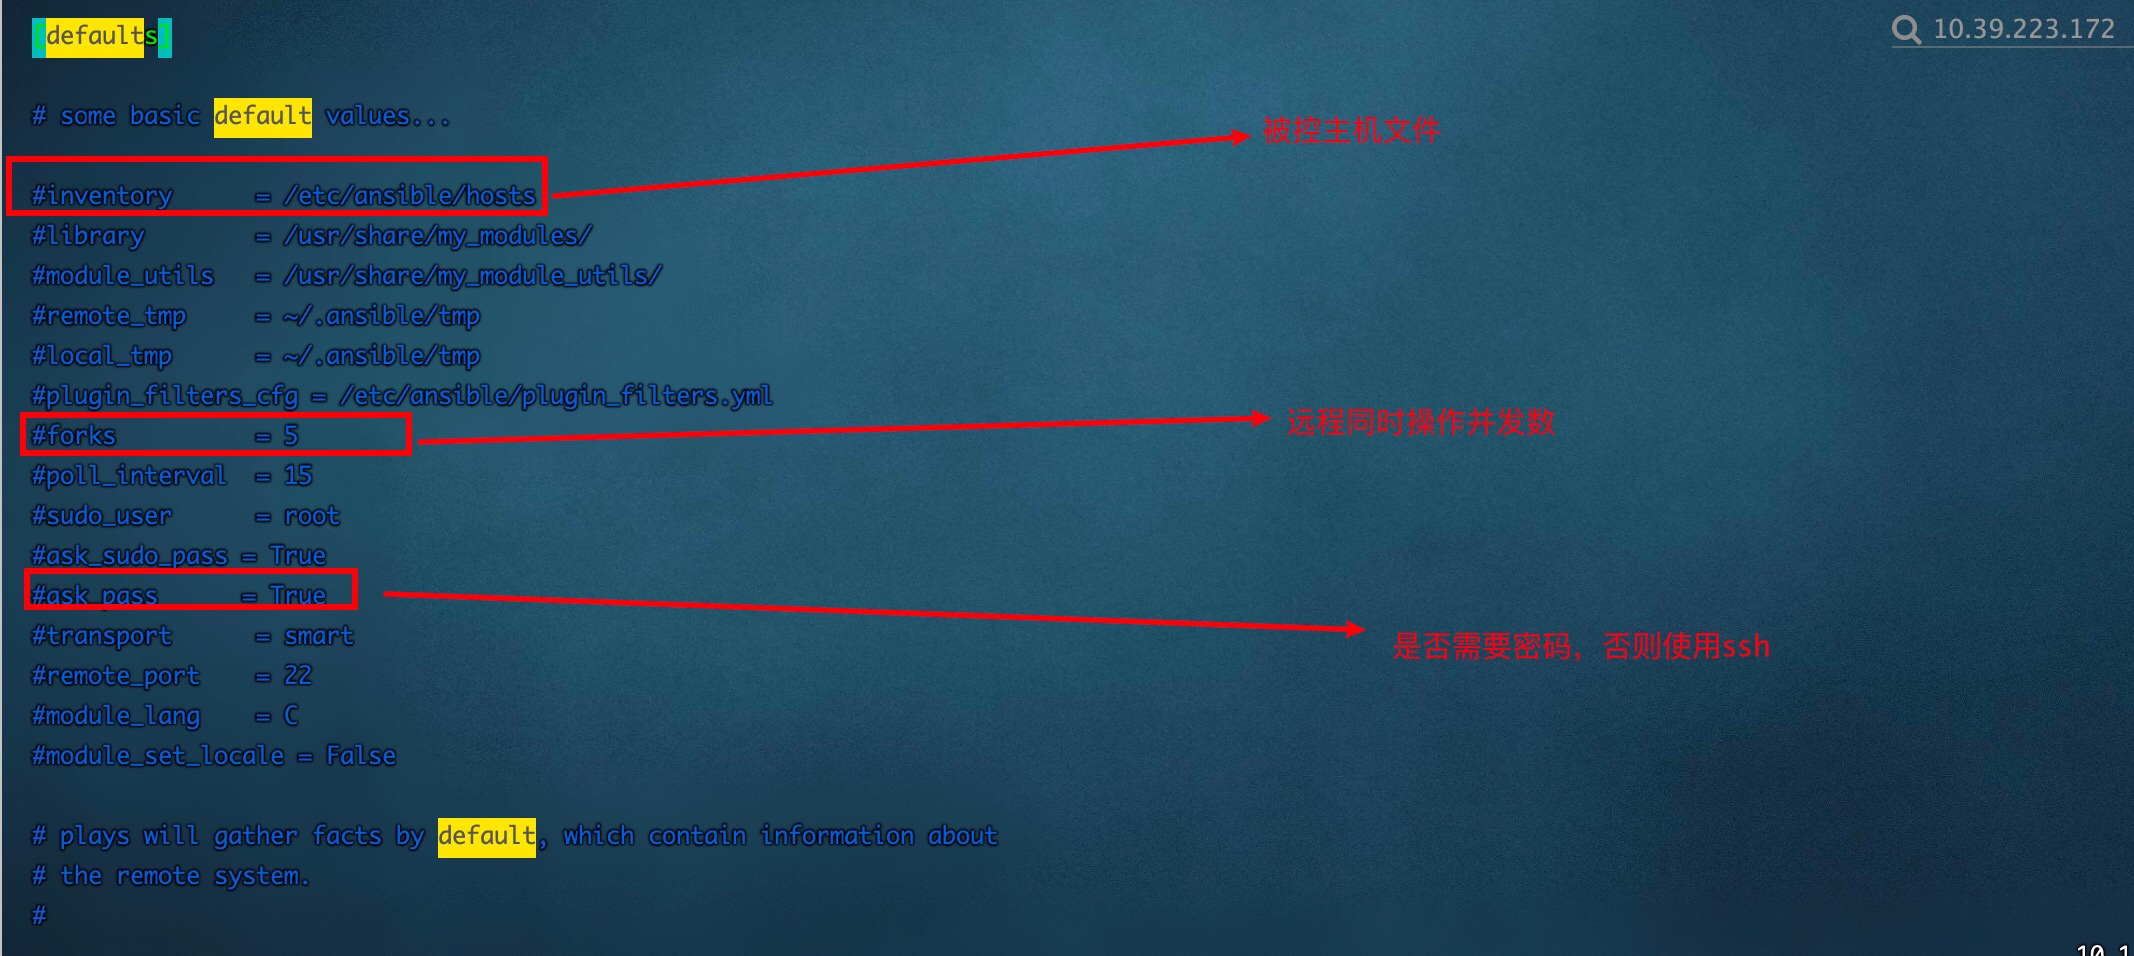 [defaults]
10.39.223.172
# some basic default values...
被控主机文件
#inventory      = /etc/ansible/hosts
#library        = /usr/share/my_modules/
#module_utils   = /usr/share/my_module_utils/
#remote_tmp     = ~/.ansible/tmp
#local_tmp      = ~/.ansible/tmp
#plugin_filters_cfg = /etc/ansible/plugin_filters.yml
#forks          = 5
远程同时操作并发数
#poll_interval  = 15
#sudo_user      = root
#ask_sudo_pass = True
#ask_pass      = True
#transport      = smart
是否需要密码，否则使用ssh
#remote_port    = 22
#module_lang    = C
#module_set_locale = False
# plays will gather facts by default, which contain information about
# the remote system.
#